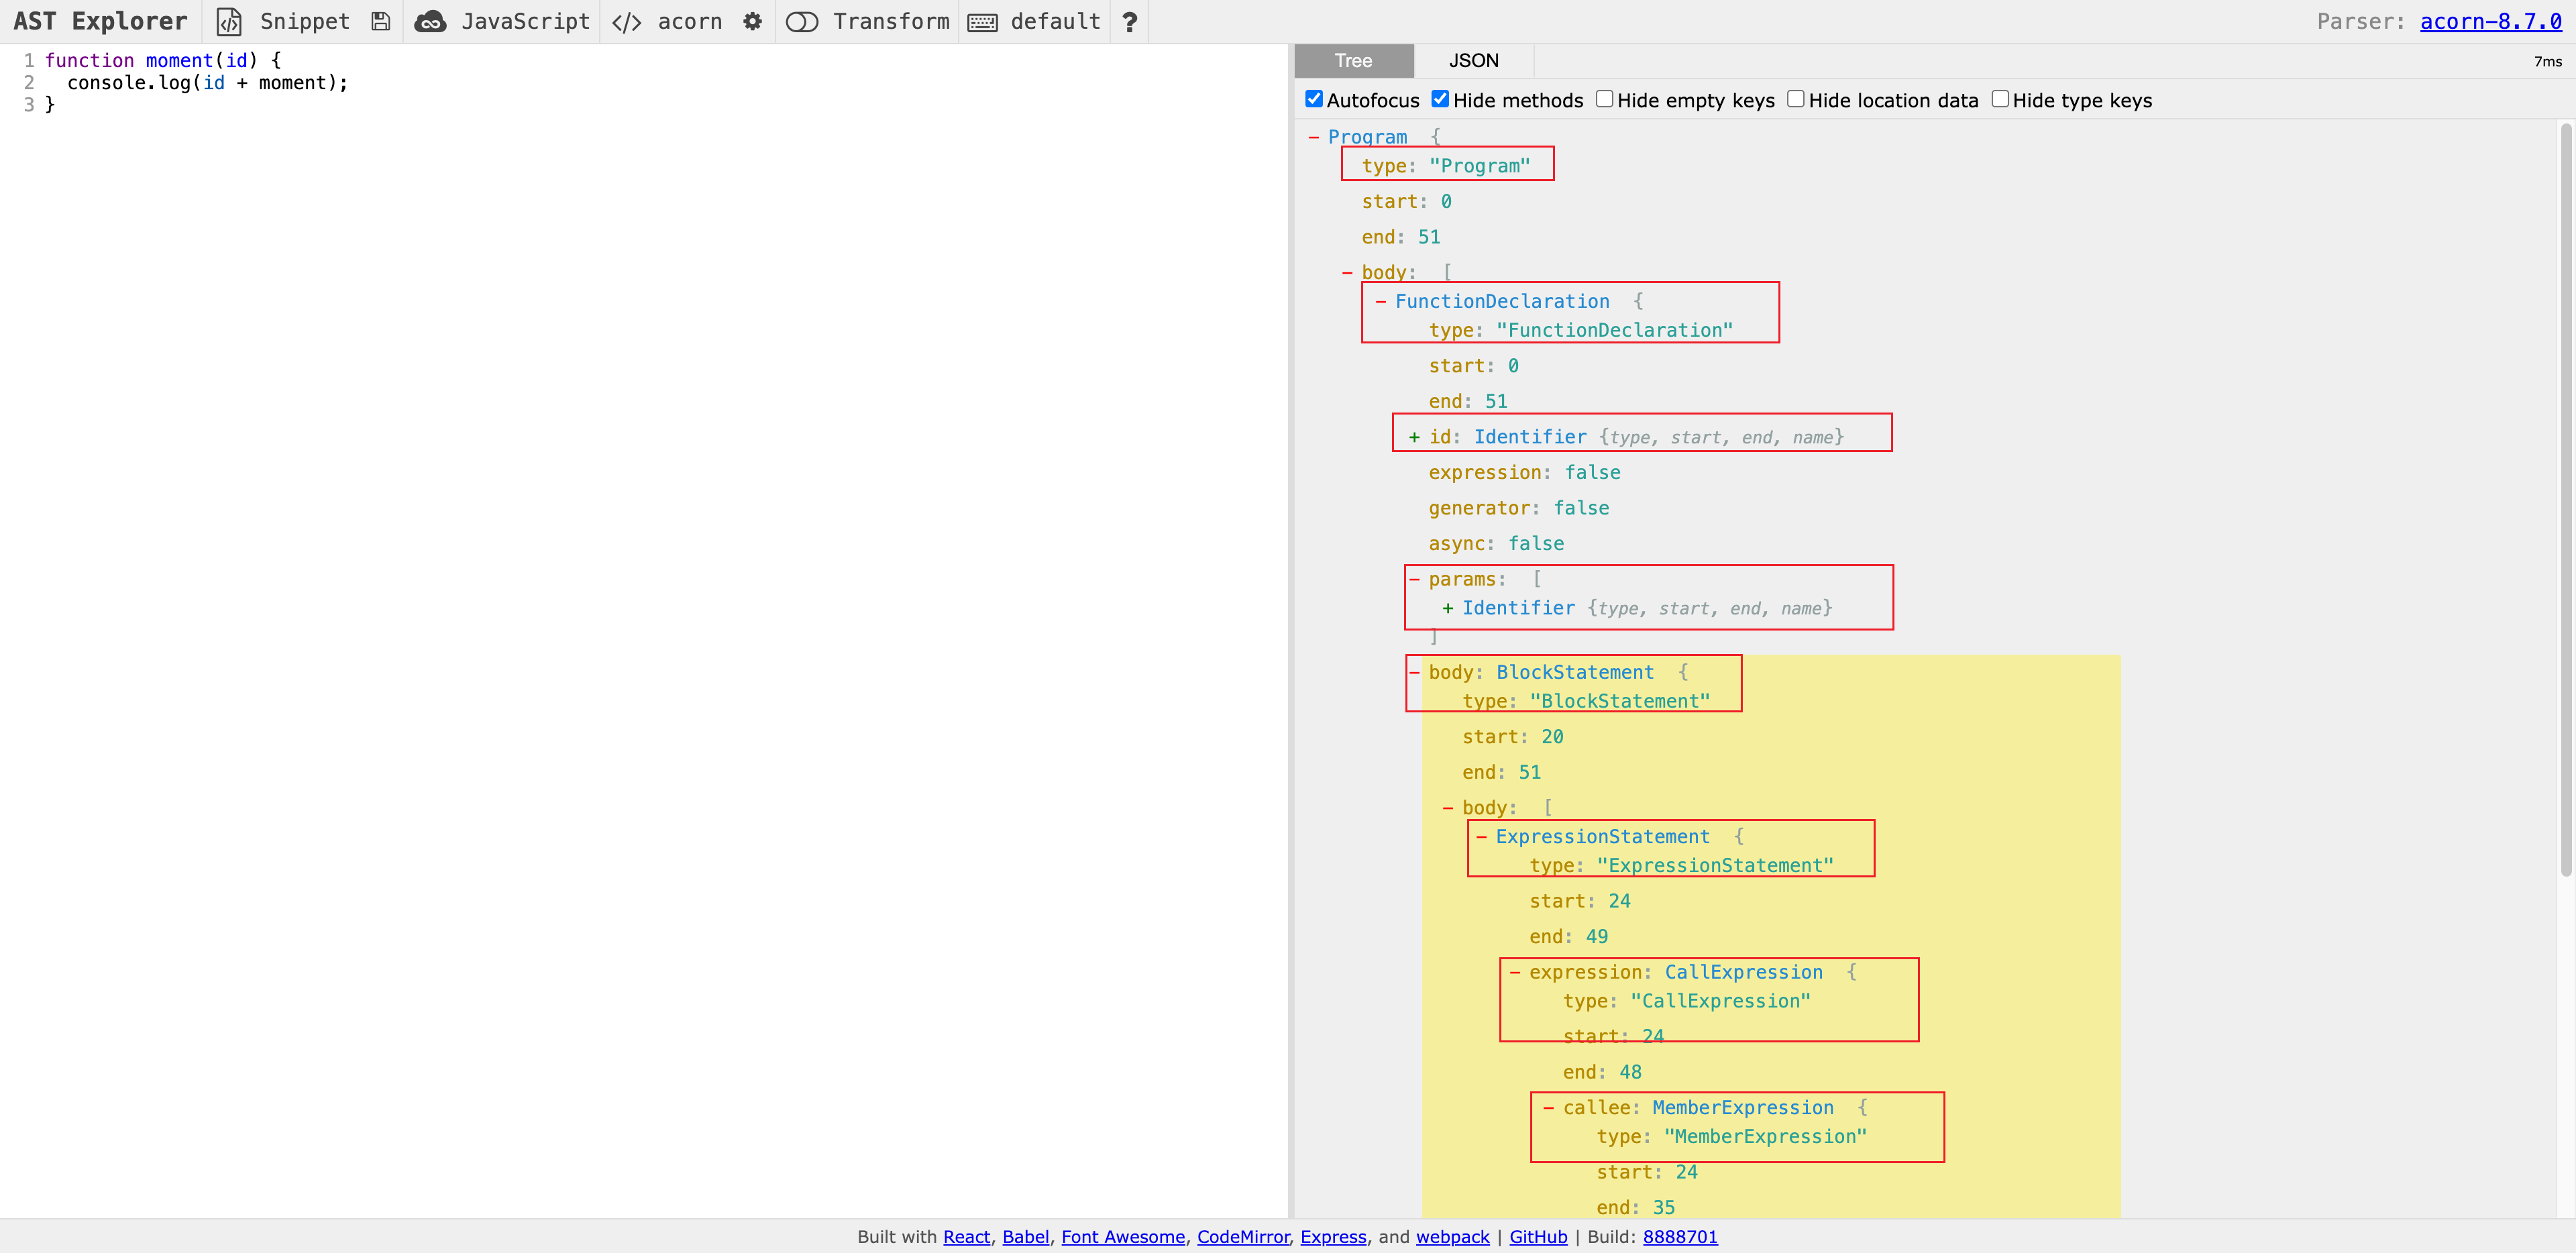 AST Explorer Snippet JavaScript </> acorn Transform default ? Parser: acorn-8.7.0
1 function moment(id) {
2   console.log(id + moment);
3 }
Tree JSON 7ms
Autofocus Hide methods Hide empty keys Hide location data Hide type keys
- Program {
type: "Program"
start: 0
end: 51
- body: [
- FunctionDeclaration {
type: "FunctionDeclaration"
start: 0
end: 51
+ id: Identifier {type, start, end, name}
expression: false
generator: false
async: false
- params: [
+ Identifier {type, start, end, name}
]
- body: BlockStatement {
type: "BlockStatement"
start: 20
end: 51
- body: [
- ExpressionStatement {
type: "ExpressionStatement"
start: 24
end: 49
- expression: CallExpression {
type: "CallExpression"
start: 24
end: 48
- callee: MemberExpression {
type: "MemberExpression"
start: 24
end: 35
Built with React, Babel, Font Awesome, CodeMirror, Express, and webpack | GitHub | Build: 8888701